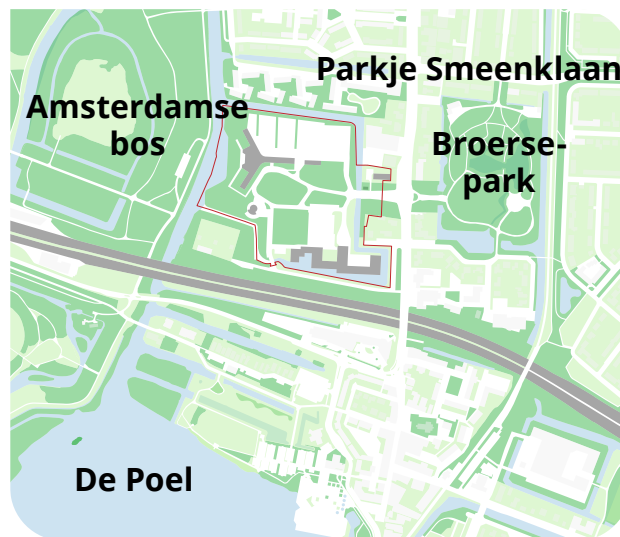 Parkje Smeenklaan
Amsterdamse
bos
Broerse-
park
De Poel